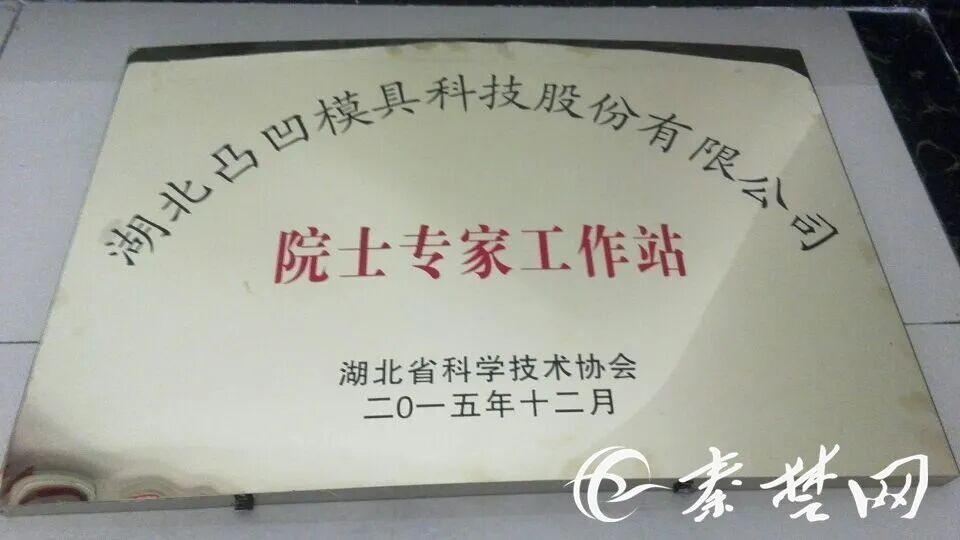 湖北凸凹模具科技股份有限公司
院士专家工作站
湖北省科学技术协会
二0一五年十二月
秦楚网